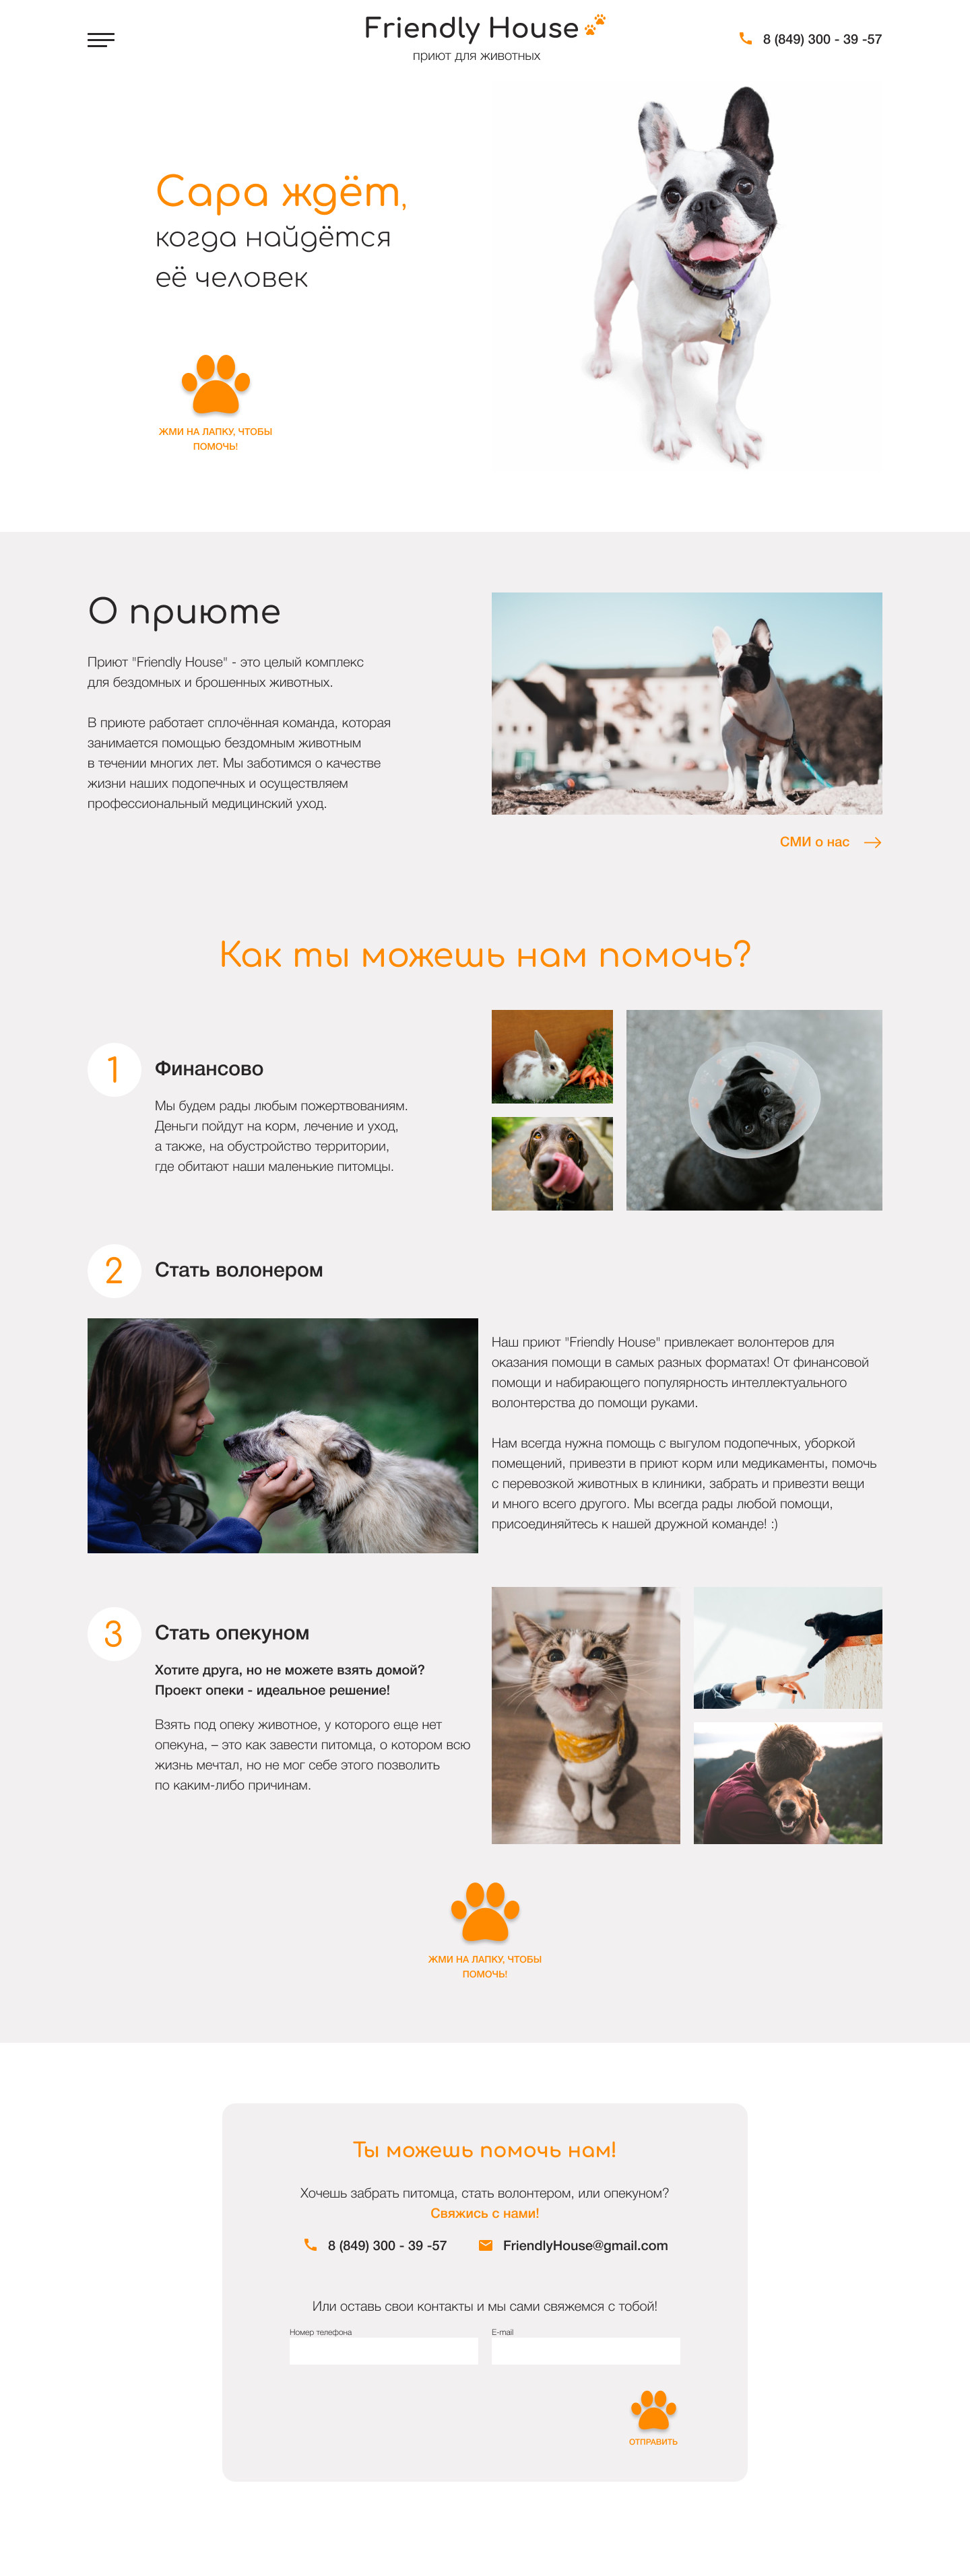 Friendly House
приют для животных
8 (849) 300 - 39 -57
Сара ждёт,
когда найдётся
её человек
ЖМИ НА ЛАПКУ, ЧТОБЫ
ПОМОЧЬ!
О приюте
Приют "Friendly House" - это целый комплекс
для бездомных и брошенных животных.
В приюте работает сплочённая команда, которая
занимается помощью бездомным животным
в течении многих лет. Мы заботимся о качестве
жизни наших подопечных и осуществляем
профессиональный медицинский уход.
СМИ о нас
Как ты можешь нам помочь?
1
Финансово
Мы будем рады любым пожертвованиям.
Деньги пойдут на корм, лечение и уход,
а также, на обустройство территории,
где обитают наши маленькие питомцы.
2
Стать волонером
Наш приют "Friendly House" привлекает волонтеров для
оказания помощи в самых разных форматах! От финансовой
помощи и набирающего популярность интеллектуального
волонтерства до помощи руками.
Нам всегда нужна помощь с выгулом подопечных, уборкой
помещений, привезти в приют корм или медикаменты, помочь
с перевозкой животных в клиники, забрать и привезти вещи
и много всего другого. Мы всегда рады любой помощи,
присоединяйтесь к нашей дружной команде! :)
3
Стать опекуном
Хотите друга, но не можете взять домой?
Проект опеки - идеальное решение!
Взять под опеку животное, у которого еще нет
опекуна, – это как завести питомца, о котором всю
жизнь мечтал, но не мог себе этого позволить
по каким-либо причинам.
ЖМИ НА ЛАПКУ, ЧТОБЫ
ПОМОЧЬ!
Ты можешь помочь нам!
Хочешь забрать питомца, стать волонтером, или опекуном?
Свяжись с нами!
8 (849) 300 - 39 -57
FriendlyHouse@gmail.com
Или оставь свои контакты и мы сами свяжемся с тобой!
Номер телефона
E-mail
ОТПРАВИТЬ